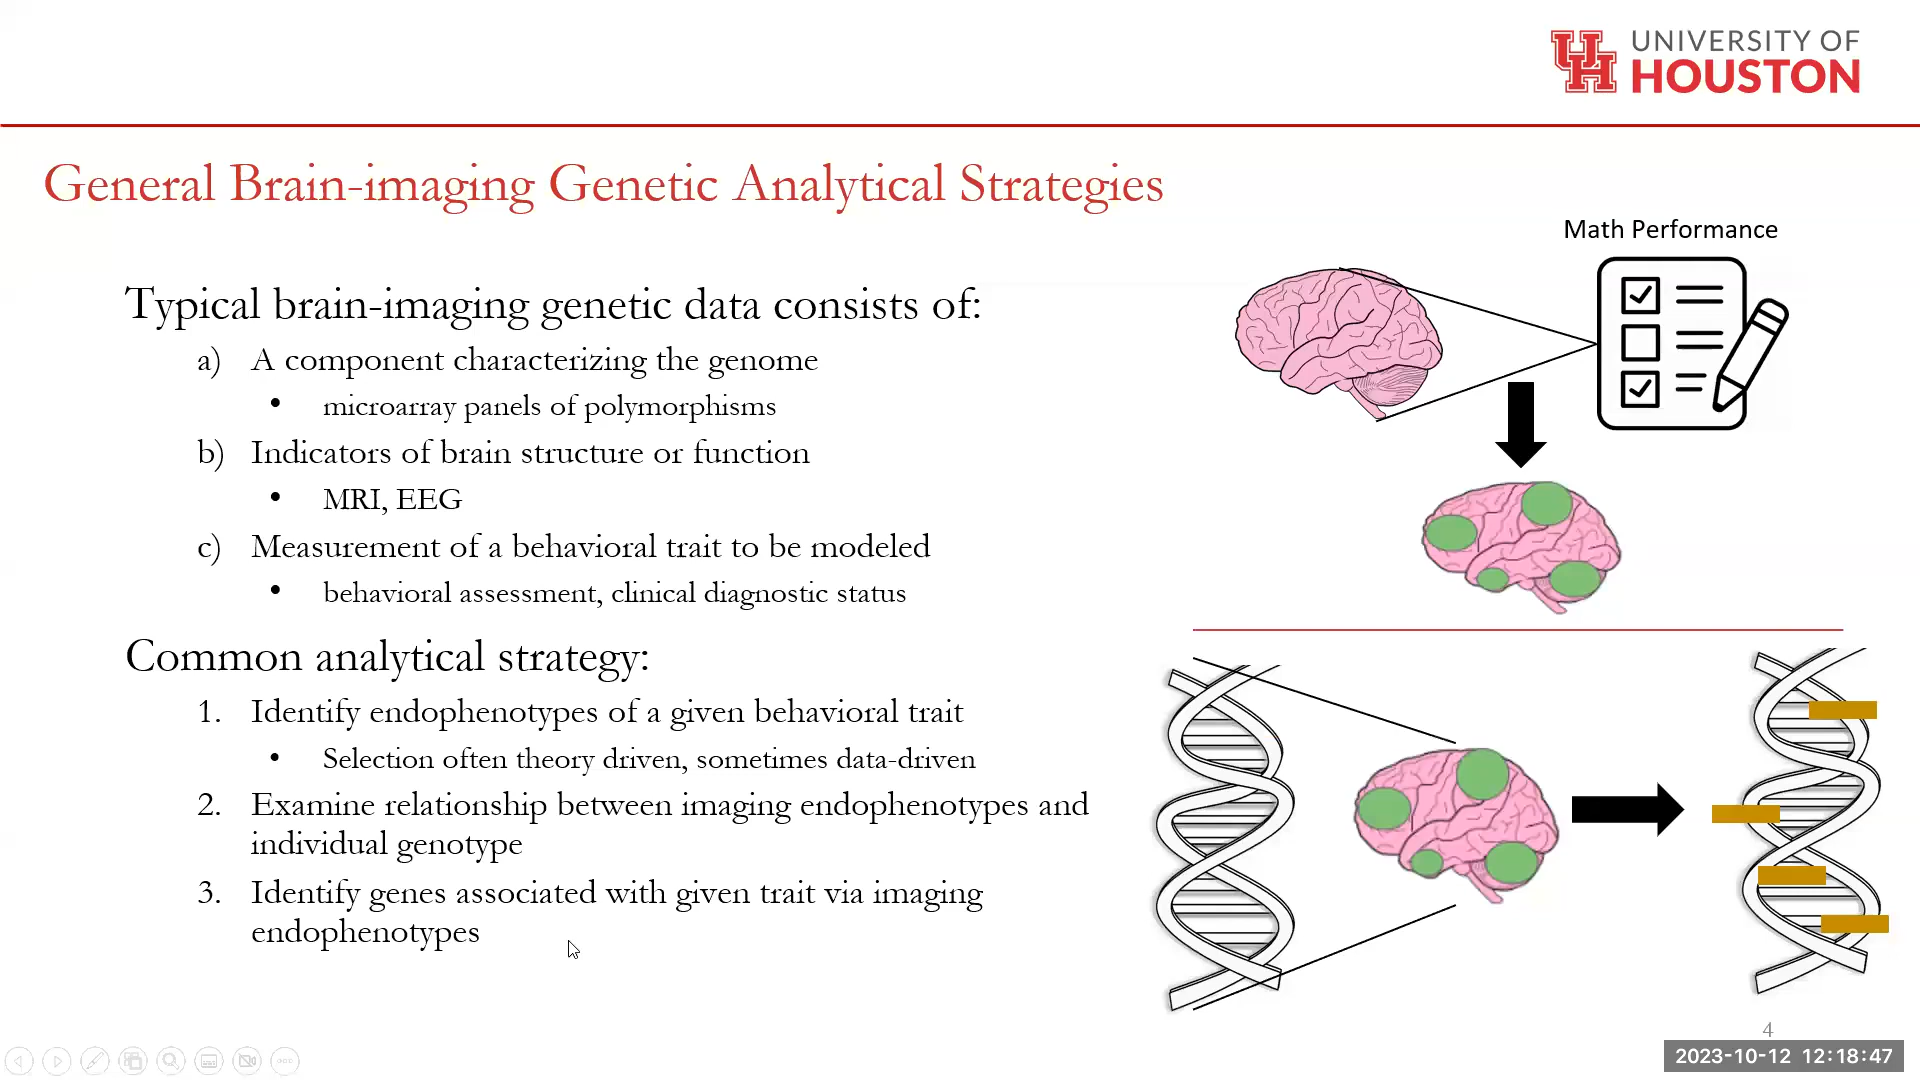 UNIVERSITY OF
HOUSTON
General Brain-imaging Genetic Analytical Strategies
Math Performance
Typical brain-imaging genetic data consists of:
a) A component characterizing the genome
• microarray panels of polymorphisms
b) Indicators of brain structure or function
• MRI, EEG
c) Measurement of a behavioral trait to be modeled
• behavioral assessment, clinical diagnostic status
Common analytical strategy:
1. Identify endophenotypes of a given behavioral trait
• Selection often theory driven, sometimes data-driven
2. Examine relationship between imaging endophenotypes and
individual genotype
3. Identify genes associated with given trait via imaging
endophenotypes
4
2023-10-12 12:18:47